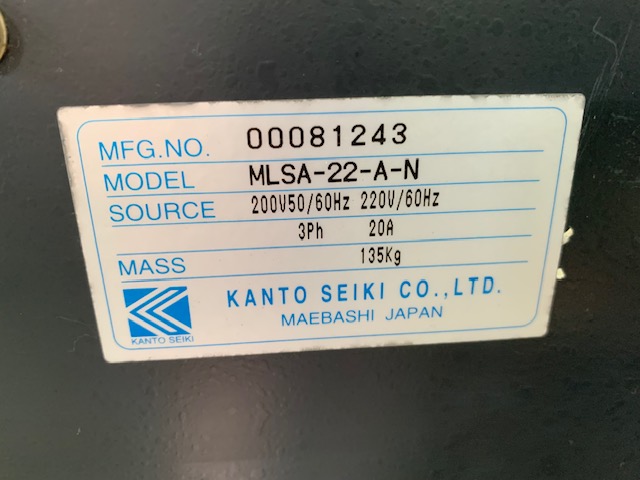 MFG.NO. 00081243
MODEL MLSA-22-A-N
SOURCE 200V50/60Hz 220V/60Hz
3Ph 20A
MASS 135Kg
KANTO SEIKI CO.,LTD.
MAEBASHI JAPAN
KANTO SEIKI